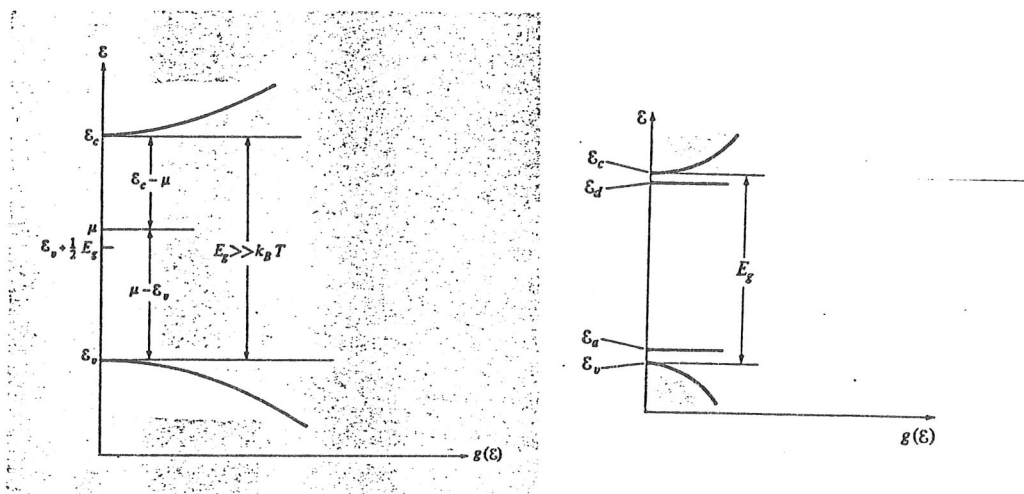 ε
ε_c
ε_c − μ
μ
ε_v + ½ E_g
E_g >> k_B T
μ − ε_v
ε_v
g(ε)
ε
ε_c
ε_d
E_g
ε_a
ε_v
g(ε)